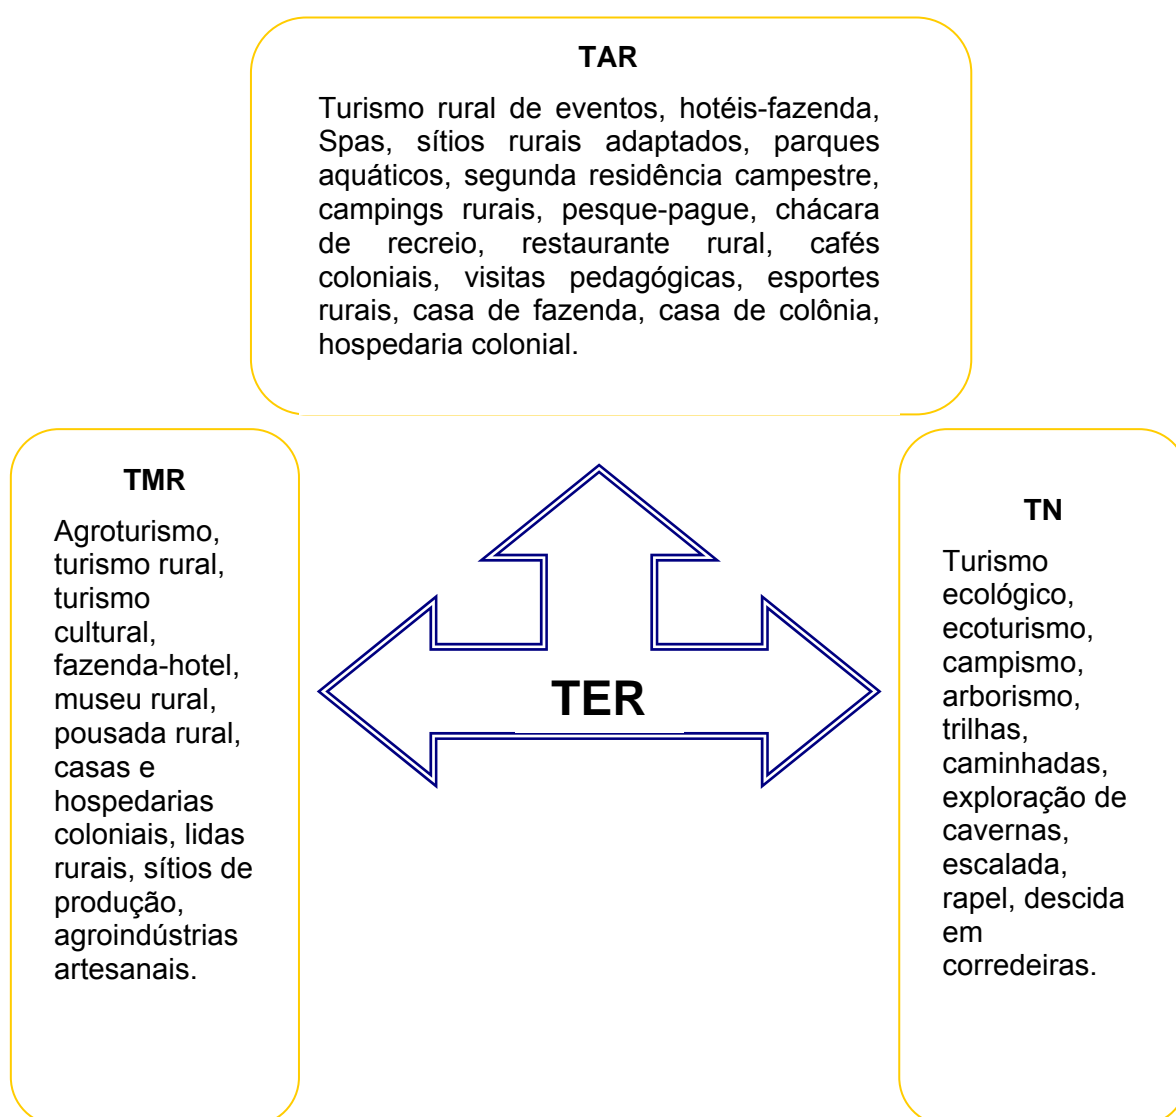 TAR
Turismo rural de eventos, hotéis-fazenda,
Spas, sítios rurais adaptados, parques
aquáticos, segunda residência campestre,
campings rurais, pesque-pague, chácara
de recreio, restaurante rural, cafés
coloniais, visitas pedagógicas, esportes
rurais, casa de fazenda, casa de colônia,
hospedaria colonial.
TMR
Agroturismo,
turismo rural,
turismo
cultural,
fazenda-hotel,
museu rural,
pousada rural,
casas e
hospedarias
coloniais, lidas
rurais, sítios de
produção,
agroindústrias
artesanais.
TER
TN
Turismo
ecológico,
ecoturismo,
campismo,
arborismo,
trilhas,
caminhadas,
exploração de
cavernas,
escalada,
rapel, descida
em
corredeiras.